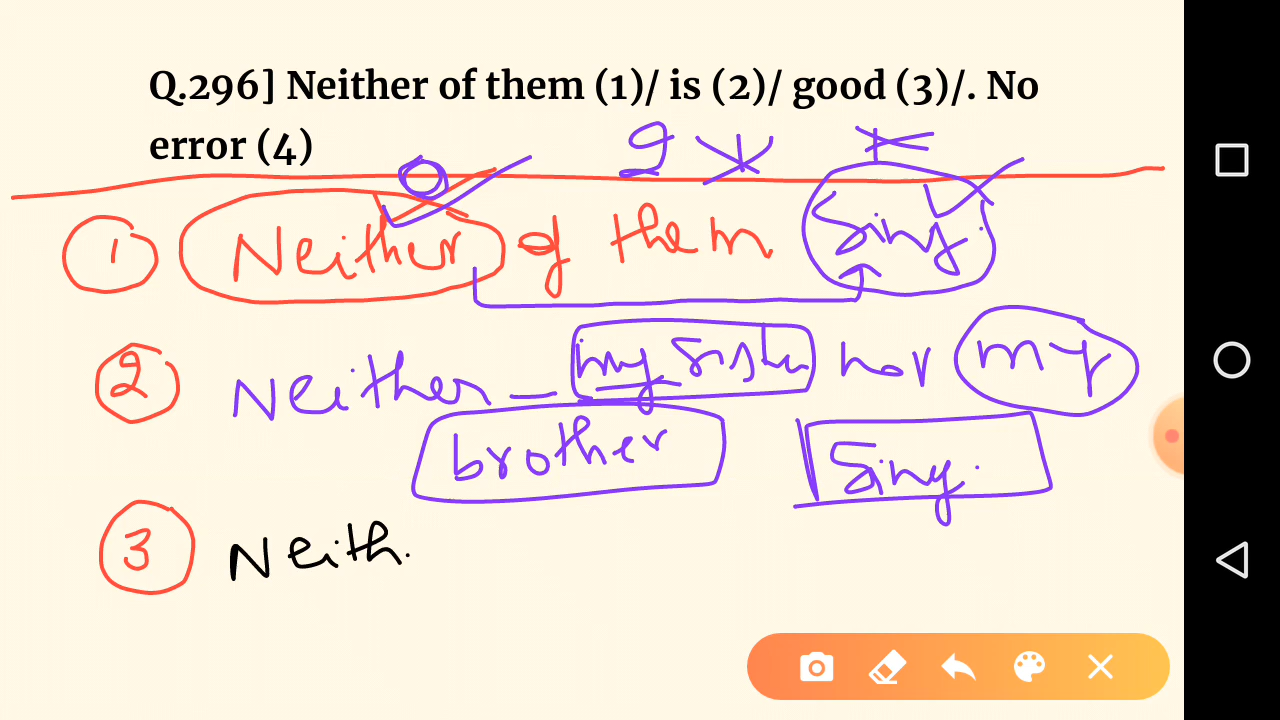 Q.296] Neither of them (1)/ is (2)/ good (3)/. No
error (4)
1 Neither of them Sing.
2 Neither my sister nor my
brother Sing.
3 Neith